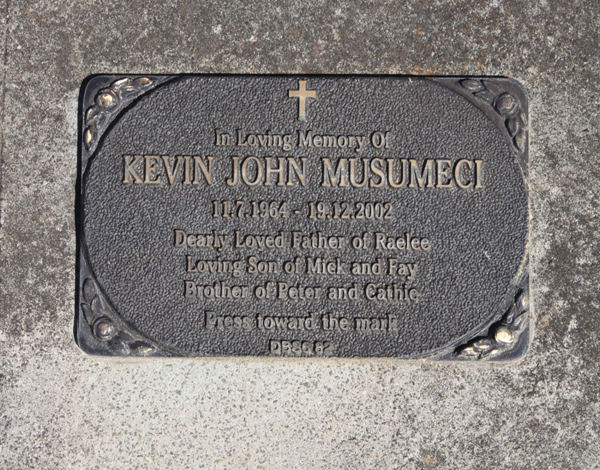 In Loving Memory Of
KEVIN JOHN MUSUMECI
11.7.1964 - 19.12.2002
Dearly Loved Father of Raelee
Loving Son of Mick and Fay
Brother of Peter and Cathie
Press toward the mark